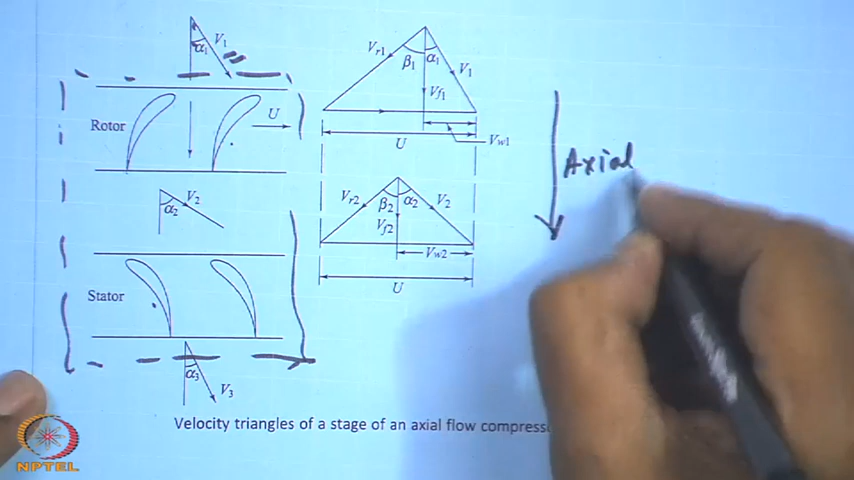 α1 V1
Rotor
U
α2 V2
Stator
α3 V3
Vr1 β1 α1 V1
Vf1
Vw1
U
Vr2 β2 α2 V2
Vf2
Vw2
U
Axial
Velocity triangles of a stage of an axial flow
NPTEL